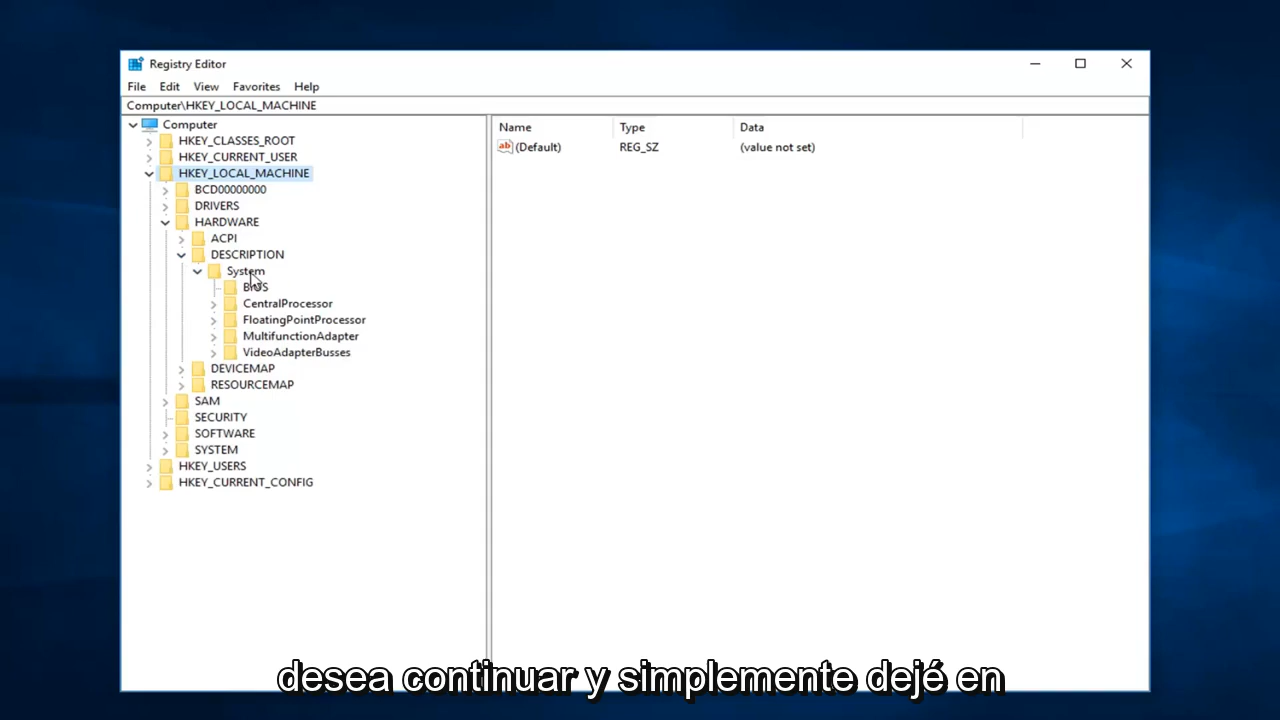 Registry Editor
File Edit View Favorites Help
Computer\HKEY_LOCAL_MACHINE
Computer
HKEY_CLASSES_ROOT
HKEY_CURRENT_USER
HKEY_LOCAL_MACHINE
BCD00000000
DRIVERS
HARDWARE
ACPI
DESCRIPTION
System
BIOS
CentralProcessor
FloatingPointProcessor
MultifunctionAdapter
VideoAdapterBusses
DEVICEMAP
RESOURCEMAP
SAM
SECURITY
SOFTWARE
SYSTEM
HKEY_USERS
HKEY_CURRENT_CONFIG
Name Type Data
ab (Default) REG_SZ (value not set)
desea continuar y simplemente dejé en